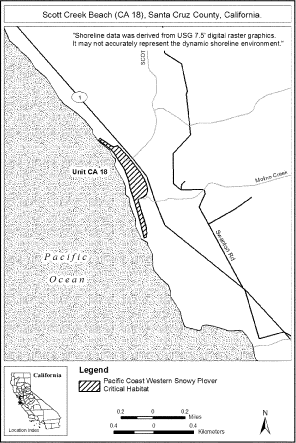 Scott Creek Beach (CA 18), Santa Cruz County, California.
"Shoreline data was derived from USG 7.5' digital raster graphics.
It may not accurately represent the dynamic shoreline environment."
SCOT
1
Unit CA 18
Molino Creek
Swanton Rd
Pacific
Ocean
California
Location Index
Legend
Pacific Coast Western Snowy Plover
Critical Habitat
0.2 0 0.2
Miles
0.4 0 0.4
Kilometers
N